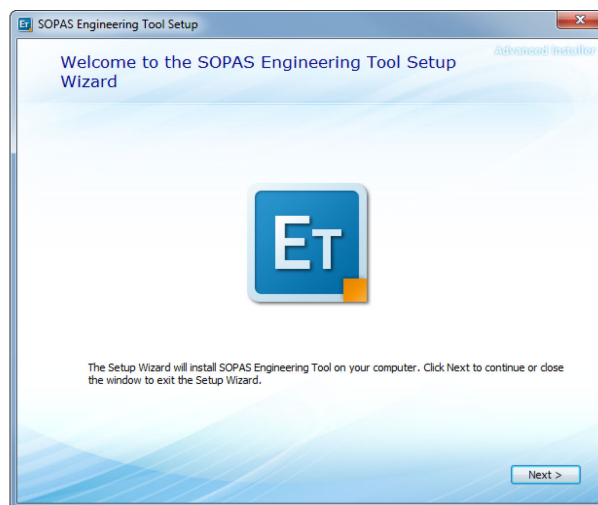 SOPAS Engineering Tool Setup
Advanced Installer
Welcome to the SOPAS Engineering Tool Setup
Wizard
ET
The Setup Wizard will install SOPAS Engineering Tool on your computer. Click Next to continue or close
the window to exit the Setup Wizard.
Next >